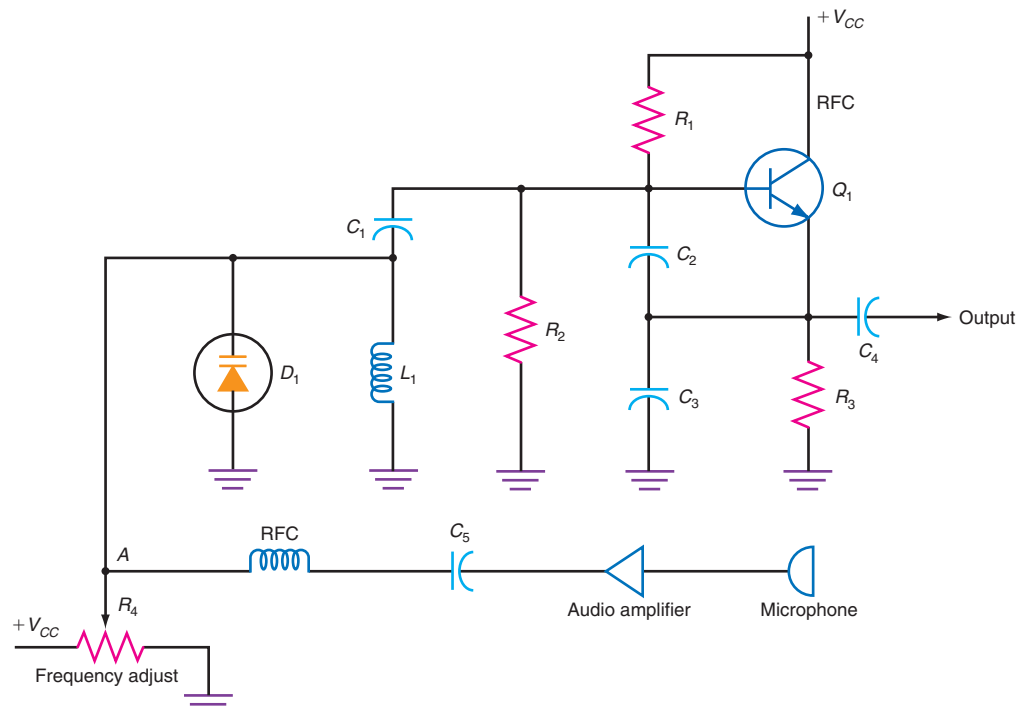 +VCC
RFC
R1
Q1
C1
C2
R2
Output
D1
L1
C4
C3
R3
A
RFC
C5
R4
Audio amplifier
Microphone
+VCC
Frequency adjust